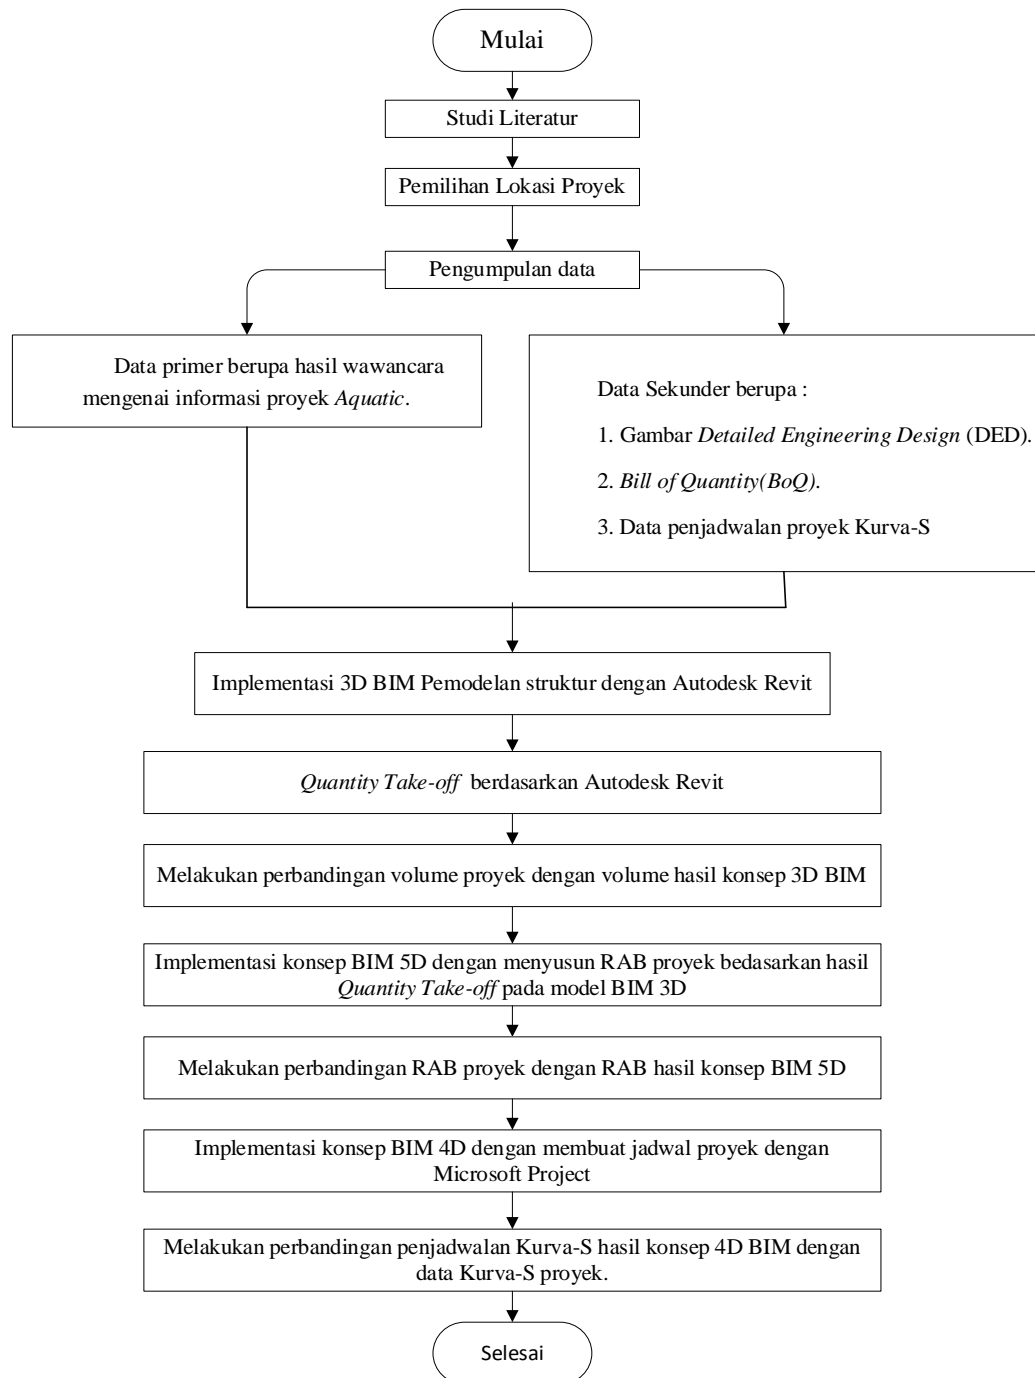 Mulai
Studi Literatur
Pemilihan Lokasi Proyek
Pengumpulan data
Data primer berupa hasil wawancara
mengenai informasi proyek Aquatic.
Data Sekunder berupa :
1. Gambar Detailed Engineering Design (DED).
2. Bill of Quantity(BoQ).
3. Data penjadwalan proyek Kurva-S
Implementasi 3D BIM Pemodelan struktur dengan Autodesk Revit
Quantity Take-off berdasarkan Autodesk Revit
Melakukan perbandingan volume proyek dengan volume hasil konsep 3D BIM
Implementasi konsep BIM 5D dengan menyusun RAB proyek bedasarkan hasil
Quantity Take-off pada model BIM 3D
Melakukan perbandingan RAB proyek dengan RAB hasil konsep BIM 5D
Implementasi konsep BIM 4D dengan membuat jadwal proyek dengan
Microsoft Project
Melakukan perbandingan penjadwalan Kurva-S hasil konsep 4D BIM dengan
data Kurva-S proyek.
Selesai